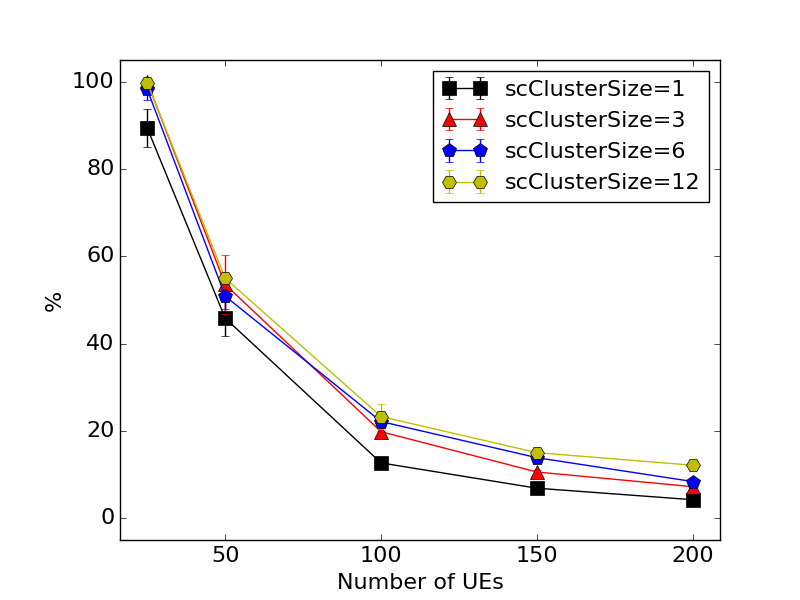 100
80
60
40
20
0
%
50 100 150 200
Number of UEs
scClusterSize=1
scClusterSize=3
scClusterSize=6
scClusterSize=12